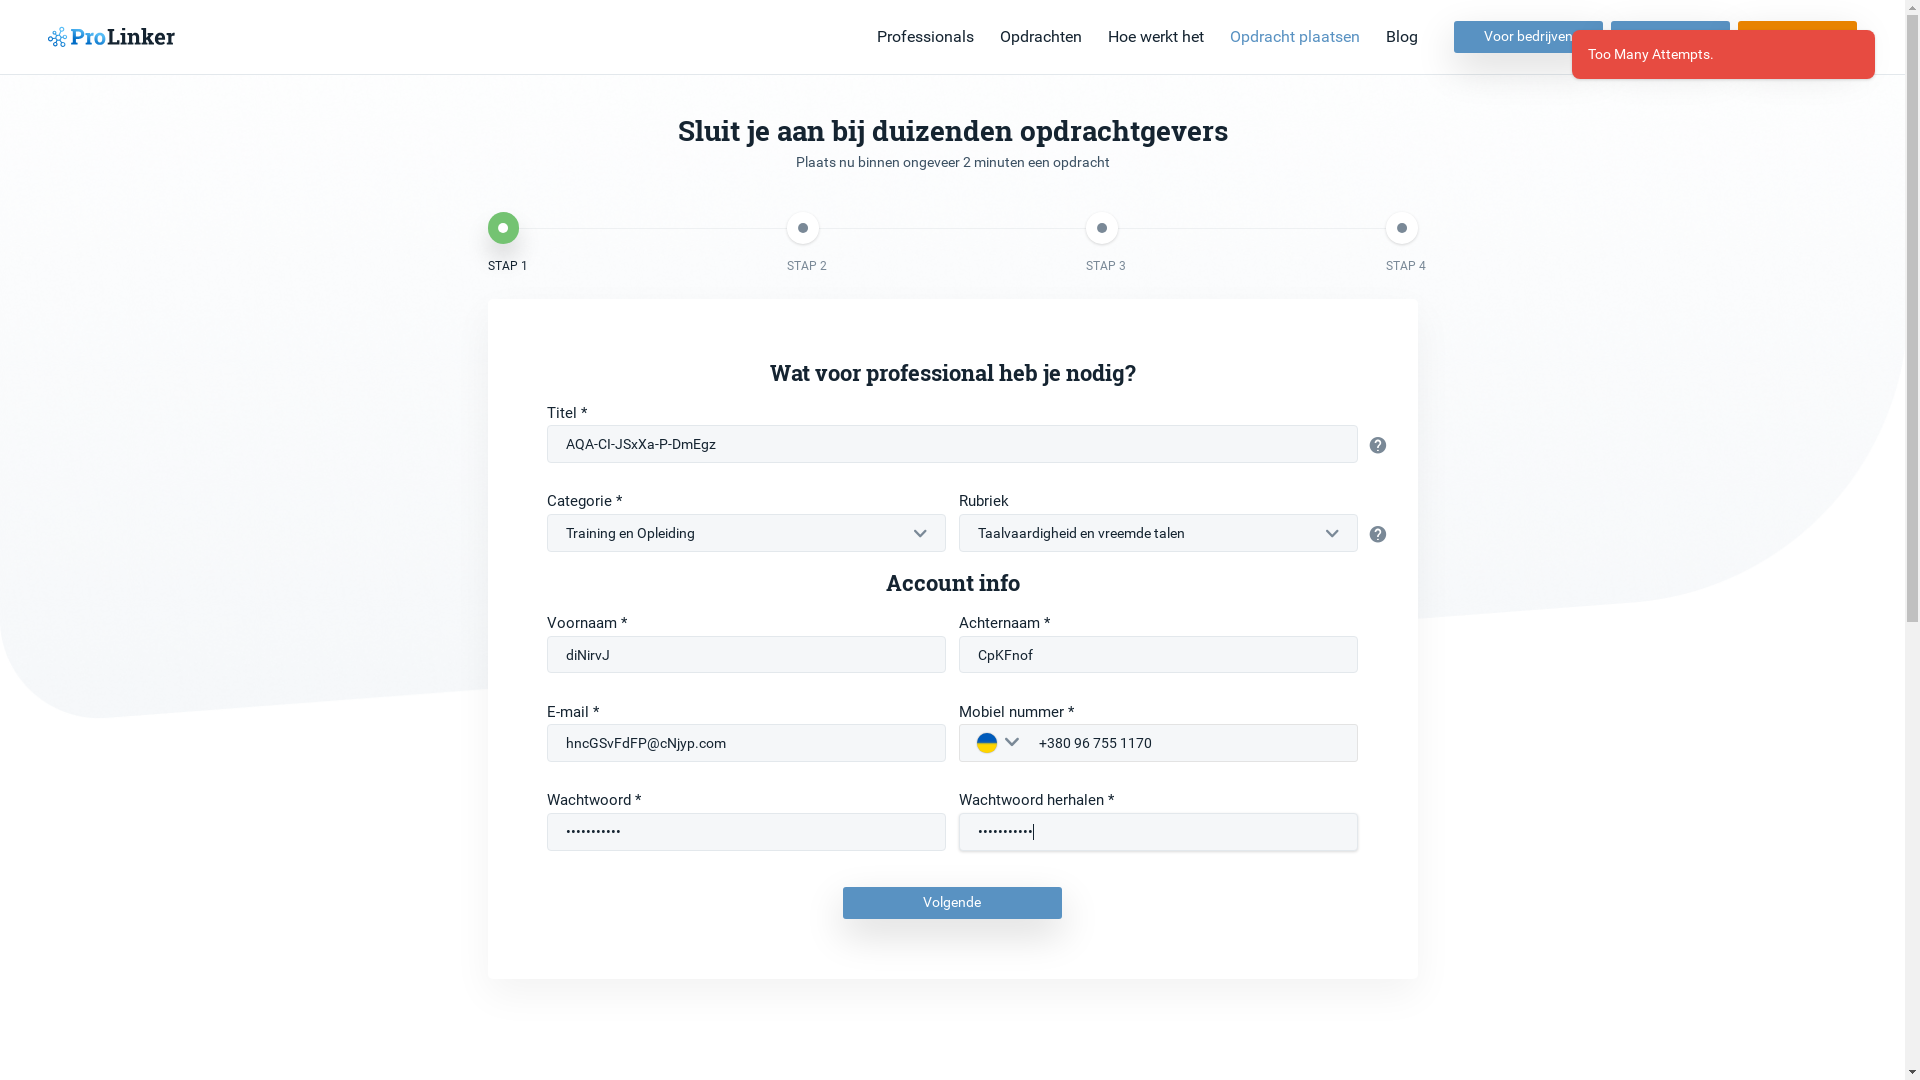 ProLinker
Professionals
Opdrachten
Hoe werkt het
Opdracht plaatsen
Blog
Voor bedrijven
Too Many Attempts.
Sluit je aan bij duizenden opdrachtgevers
Plaats nu binnen ongeveer 2 minuten een opdracht
STAP 1
STAP 2
STAP 3
STAP 4
Wat voor professional heb je nodig?
Titel *
AQA-CI-JSxXa-P-DmEgz
Categorie *
Rubriek
Training en Opleiding
Taalvaardigheid en vreemde talen
Account info
Voornaam *
Achternaam *
diNirvJ
CpKFnof
E-mail *
Mobiel nummer *
hncGSvFdFP@cNjyp.com
+380 96 755 1170
Wachtwoord *
Wachtwoord herhalen *
•••••••••••
•••••••••••
Volgende